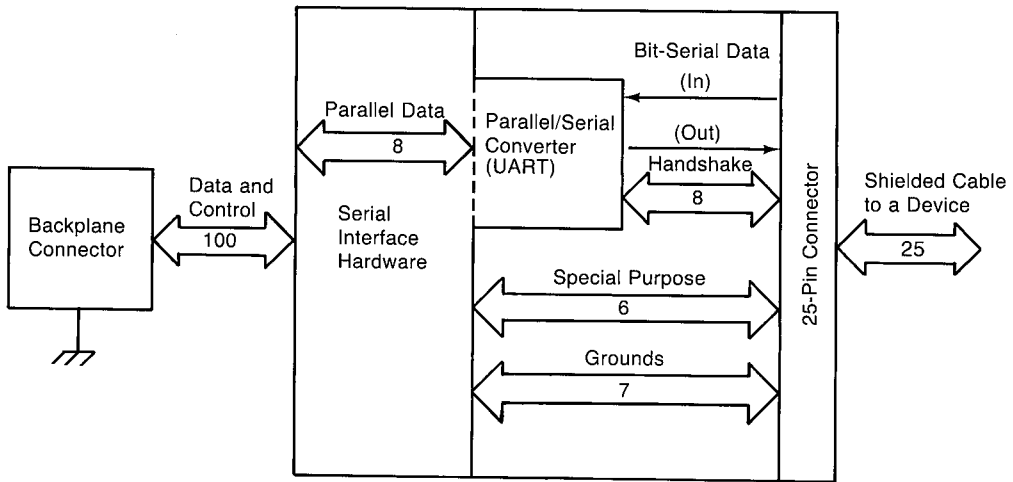 Bit-Serial Data
(In)
Parallel Data
8
Parallel/Serial
Converter
(UART)
(Out)
Handshake
8
Backplane
Connector
Data and
Control
100
Serial
Interface
Hardware
Special Purpose
6
Grounds
7
25-Pin Connector
Shielded Cable
to a Device
25